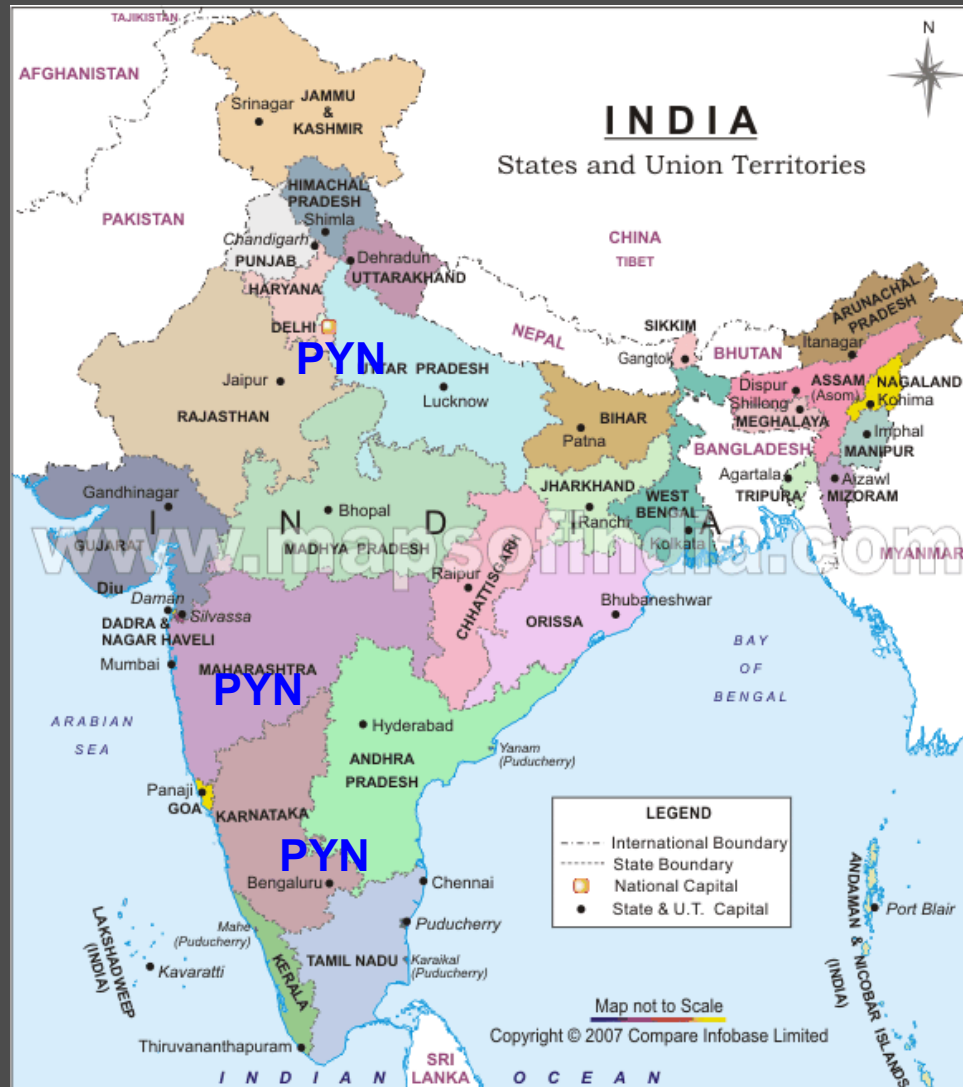 TAJIKISTAN
AFGHANISTAN
N
JAMMU
&
KASHMIR
Srinagar
INDIA
States and Union Territories
HIMACHAL
PRADESH
Shimla
PAKISTAN
Chandigarh
PUNJAB
Dehradun
UTTARAKHAND
CHINA
TIBET
HARYANA
DELHI
PYN
UTTAR PRADESH
Lucknow
NEPAL
SIKKIM
Gangtok
BHUTAN
ARUNACHAL
PRADESH
Itanagar
Jaipur
RAJASTHAN
BIHAR
Patna
Dispur
Shillong
MEGHALAYA
ASSAM
(Asom)
NAGALAND
Kohima
Imphal
MANIPUR
BANGLADESH
Agartala
TRIPURA
Aizawl
MIZORAM
MYANMAR
Gandhinagar
GUJARAT
Bhopal
MADHYA PRADESH
JHARKHAND
Ranchi
WEST
BENGAL
Kolkata
I N D I A
www.mapsofindia.com
Diu
Daman
Silvassa
DADRA &
NAGAR HAVELI
Mumbai
MAHARASHTRA
PYN
Raipur
CHHATTISGARH
ORISSA
Bhubaneshwar
BAY
OF
BENGAL
ARABIAN
SEA
Hyderabad
ANDHRA
PRADESH
Yanam
(Puducherry)
Panaji
GOA
KARNATAKA
PYN
Bengaluru
Chennai
Puducherry
Mahe
(Puducherry)
KERALA
TAMIL NADU
Karaikal
(Puducherry)
LAKSHADWEEP
(INDIA)
Kavaratti
Thiruvananthapuram
LEGEND
International Boundary
State Boundary
National Capital
State & U.T. Capital
ANDAMAN & NICOBAR ISLANDS
(INDIA)
Port Blair
Map not to Scale
Copyright © 2007 Compare Infobase Limited
SRI
LANKA
INDIAN OCEAN